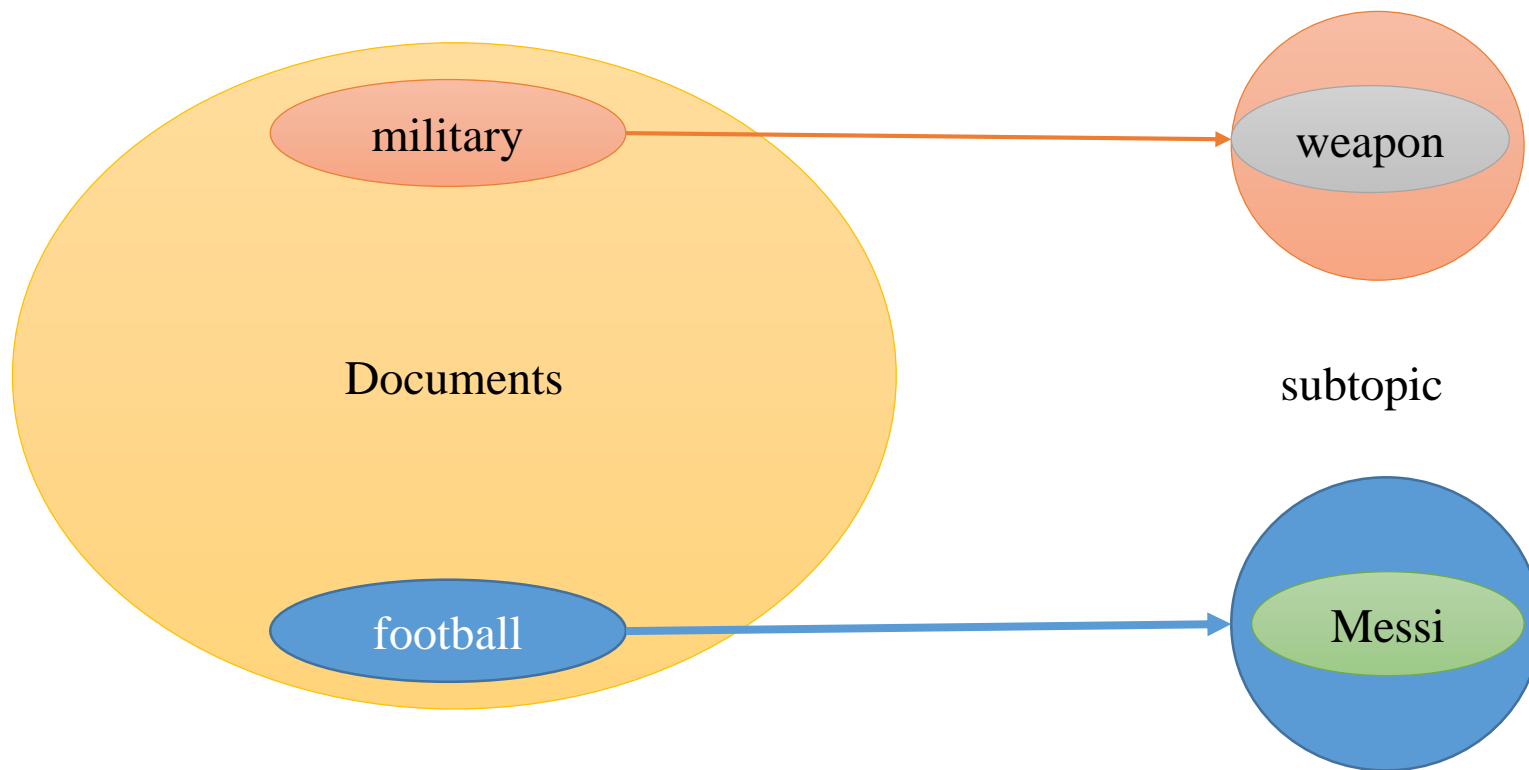 military
weapon
Documents
subtopic
football
Messi